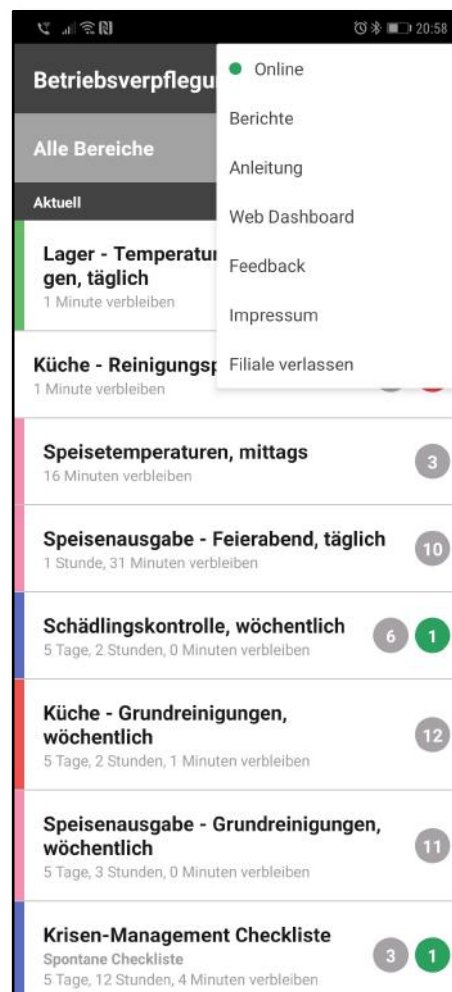 20:58
Betriebsverpflegu
Online
Berichte
Alle Bereiche
Anleitung
Aktuell
Web Dashboard
Lager - Temperatur
gen, täglich
1 Minute verbleiben
Feedback
Impressum
Küche - Reinigungsp
1 Minute verbleiben
Filiale verlassen
Speisetemperaturen, mittags
16 Minuten verbleiben
3
Speisenausgabe - Feierabend, täglich
1 Stunde, 31 Minuten verbleiben
10
Schädlingskontrolle, wöchentlich
5 Tage, 2 Stunden, 0 Minuten verbleiben
6 1
Küche - Grundreinigungen,
wöchentlich
5 Tage, 2 Stunden, 1 Minuten verbleiben
12
Speisenausgabe - Grundreinigungen,
wöchentlich
5 Tage, 3 Stunden, 0 Minuten verbleiben
11
Krisen-Management Checkliste
Spontane Checkliste
5 Tage, 12 Stunden, 4 Minuten verbleiben
3 1